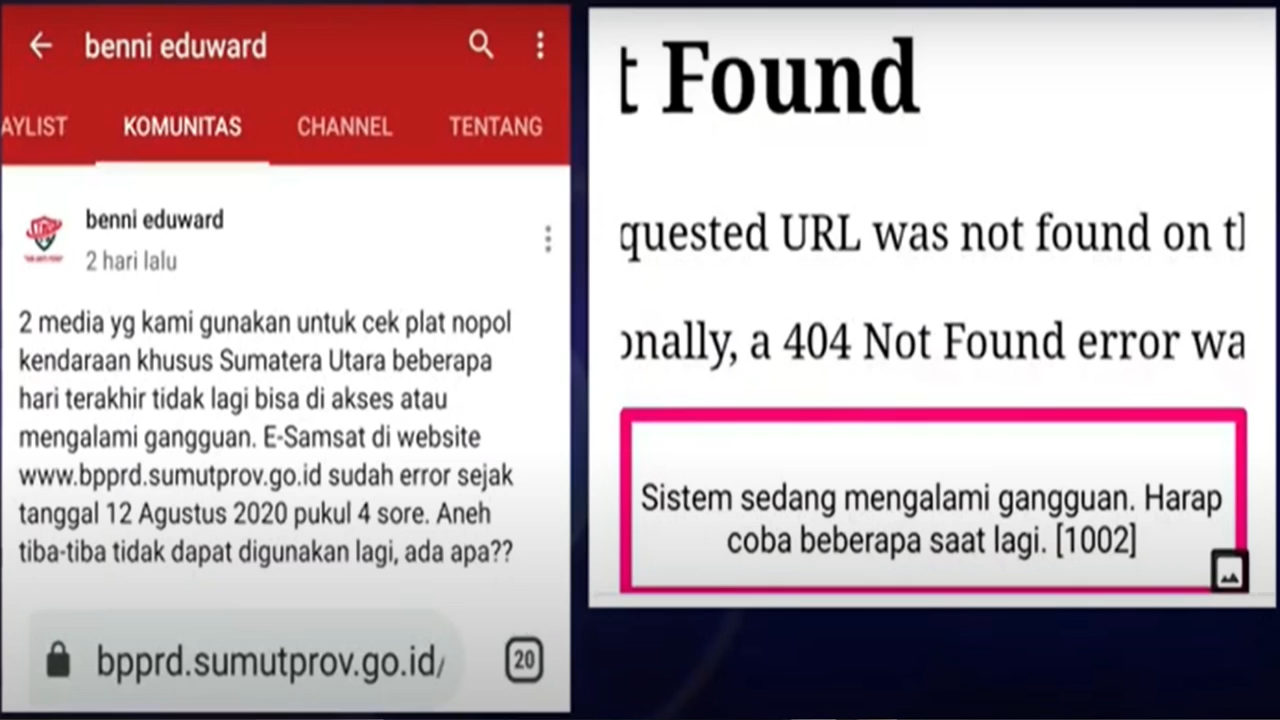 benni eduward
AYLIST KOMUNITAS CHANNEL TENTANG
benni eduward
2 hari lalu
2 media yg kami gunakan untuk cek plat nopol
kendaraan khusus Sumatera Utara beberapa
hari terakhir tidak lagi bisa di akses atau
mengalami gangguan. E-Samsat di website
www.bpprd.sumutprov.go.id sudah error sejak
tanggal 12 Agustus 2020 pukul 4 sore. Aneh
tiba-tiba tidak dapat digunakan lagi, ada apa??
bpprd.sumutprov.go.id/
20
t Found
quested URL was not found on th
onally, a 404 Not Found error wa
Sistem sedang mengalami gangguan. Harap
coba beberapa saat lagi. [1002]